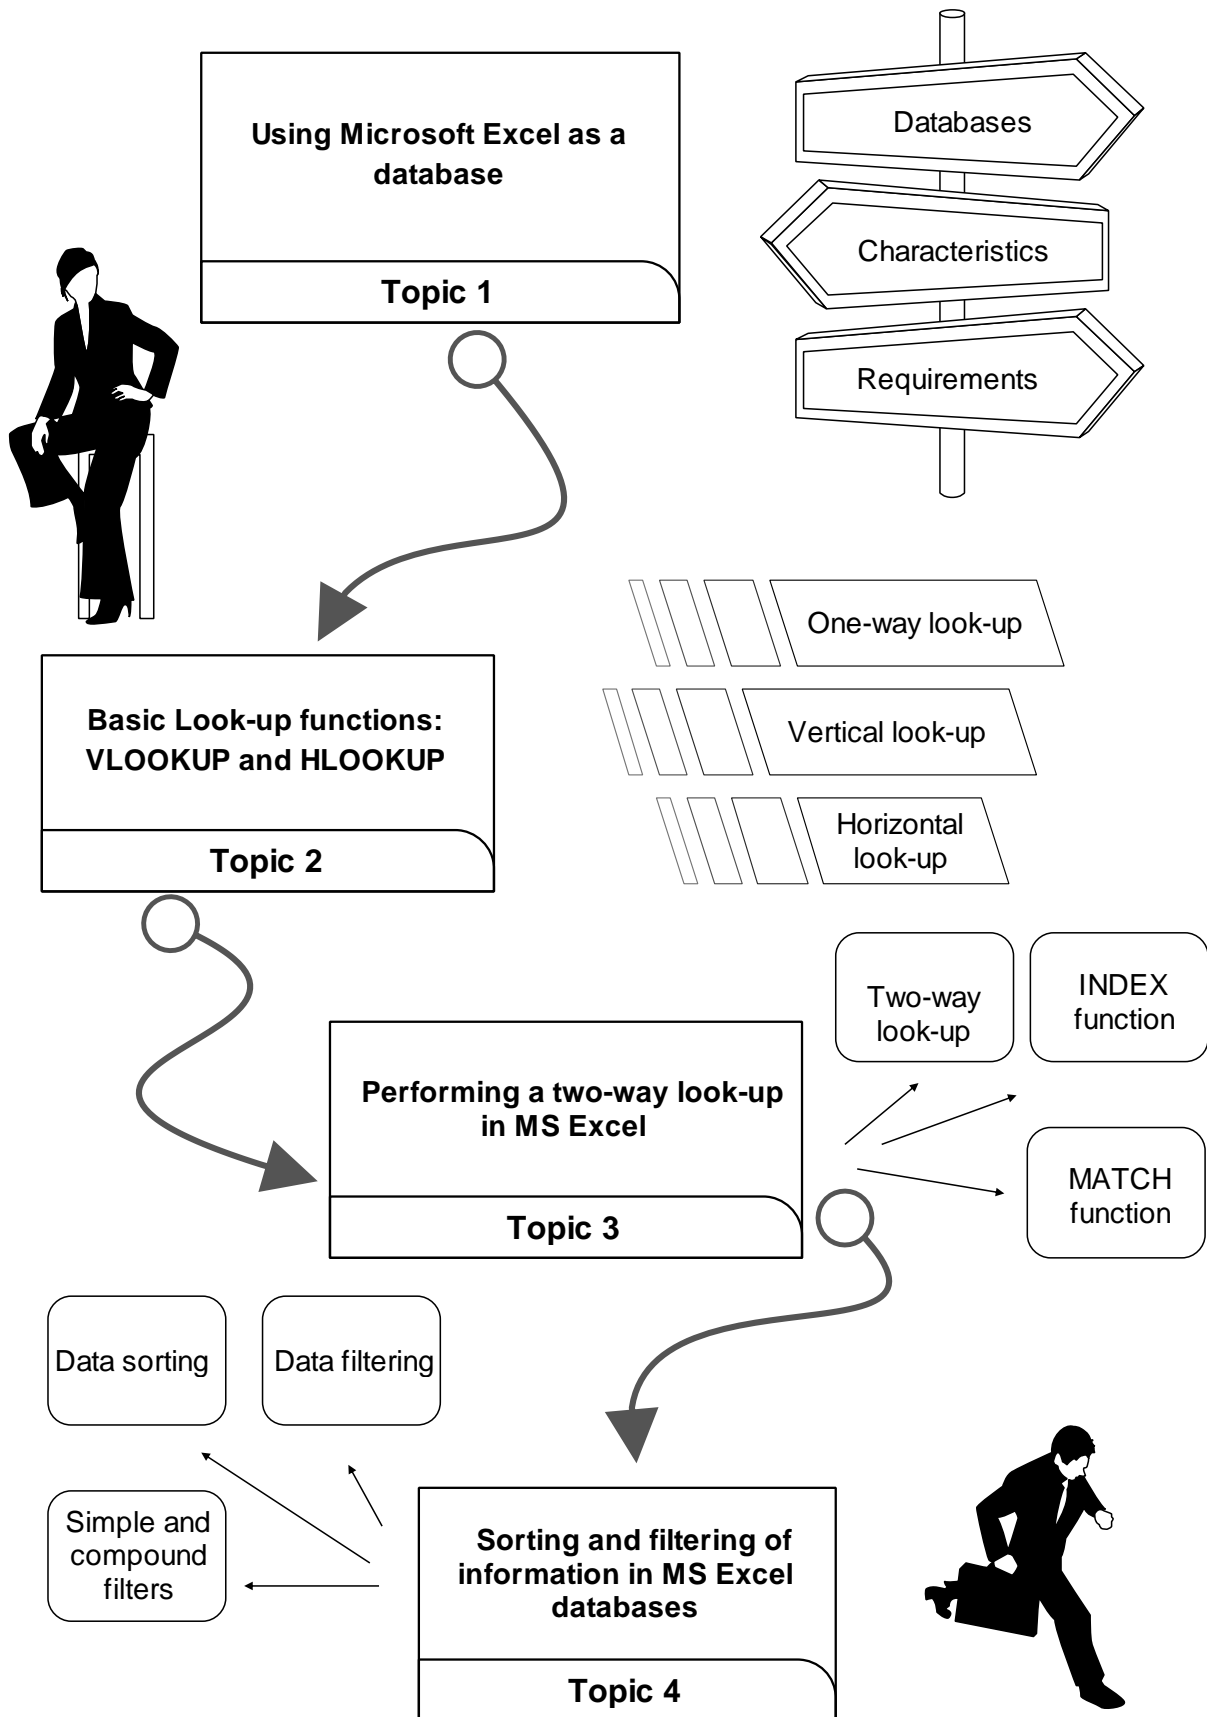 Using Microsoft Excel as a
database
Topic 1
Databases
Characteristics
Requirements
Basic Look-up functions:
VLOOKUP and HLOOKUP
Topic 2
One-way look-up
Vertical look-up
Horizontal
look-up
Performing a two-way look-up
in MS Excel
Topic 3
Two-way
look-up
INDEX
function
MATCH
function
Data sorting
Data filtering
Simple and
compound
filters
Sorting and filtering of
information in MS Excel
databases
Topic 4